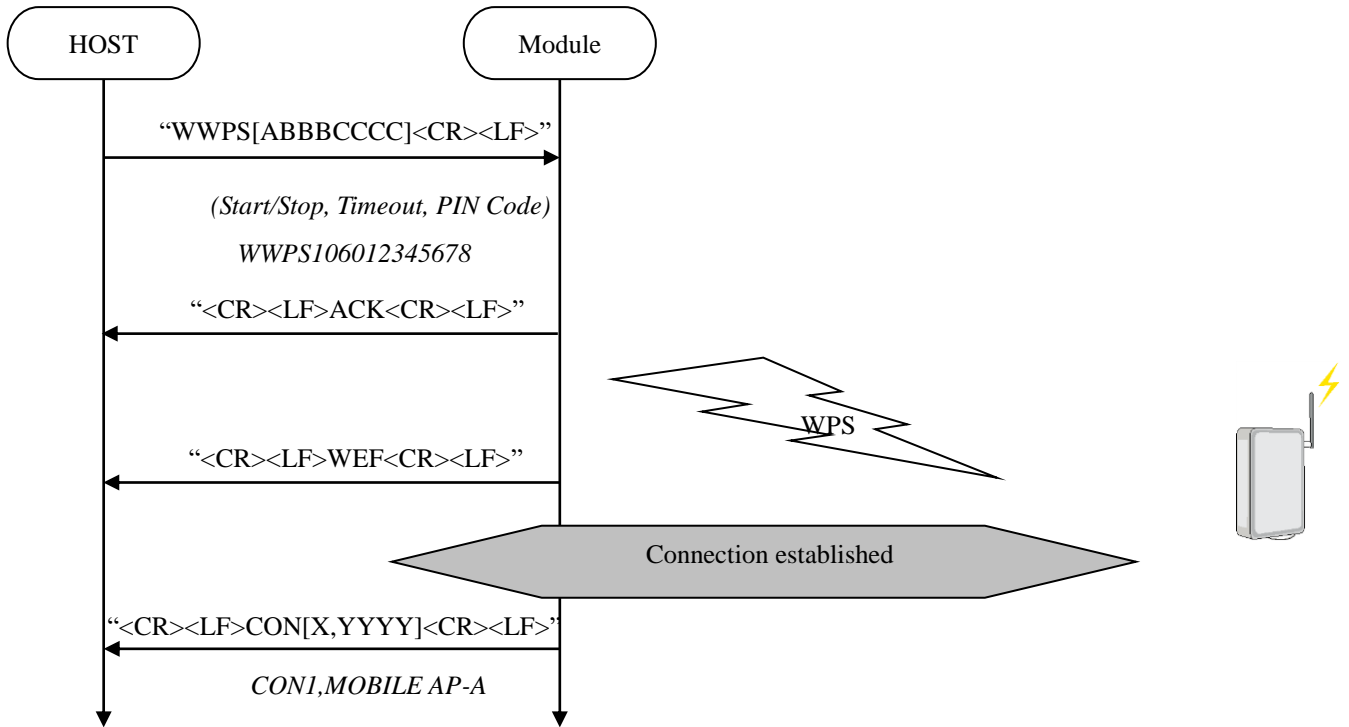 HOST
Module
“WWPS[ABBBCCCC]<CR><LF>”
(Start/Stop, Timeout, PIN Code)
WWPS106012345678
“<CR><LF>ACK<CR><LF>”
WPS
“<CR><LF>WEF<CR><LF>”
Connection established
“<CR><LF>CON[X,YYYY]<CR><LF>”
CON1,MOBILE AP-A